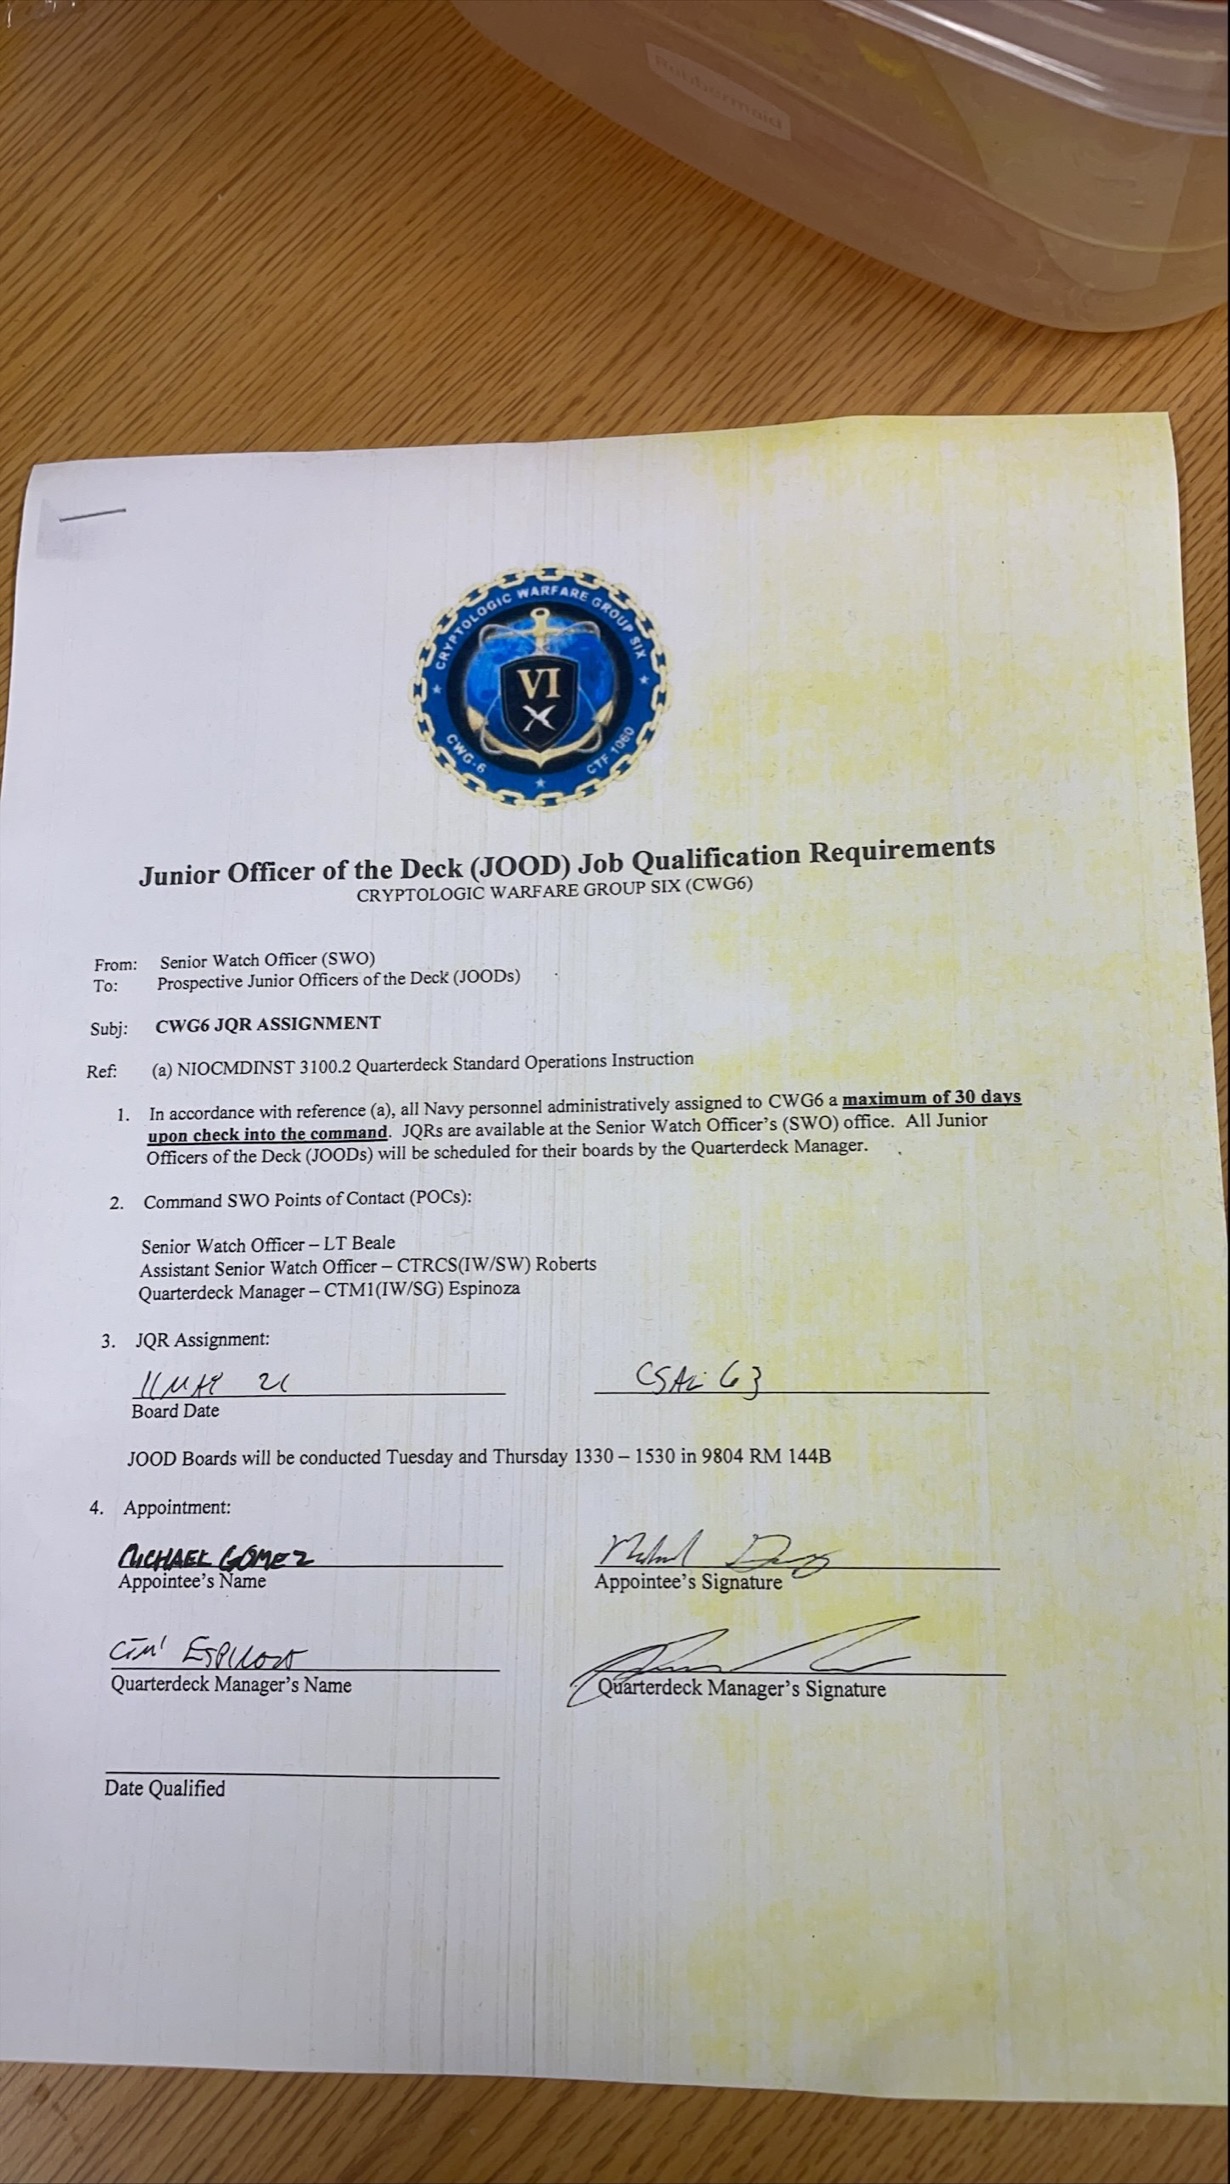 Rubbermaid
CRYPTOLOGIC WARFARE GROUP SIX
VI
CWG-6
CTF 1060
Junior Officer of the Deck (JOOD) Job Qualification Requirements
CRYPTOLOGIC WARFARE GROUP SIX (CWG6)
From: Senior Watch Officer (SWO)
To: Prospective Junior Officers of the Deck (JOODs)
Subj: CWG6 JQR ASSIGNMENT
Ref: (a) NIOCMDINST 3100.2 Quarterdeck Standard Operations Instruction
1. In accordance with reference (a), all Navy personnel administratively assigned to CWG6 a maximum of 30 days
upon check into the command. JQRs are available at the Senior Watch Officer's (SWO) office. All Junior
Officers of the Deck (JOODs) will be scheduled for their boards by the Quarterdeck Manager.
2. Command SWO Points of Contact (POCs):
Senior Watch Officer – LT Beale
Assistant Senior Watch Officer – CTRCS(IW/SW) Roberts
Quarterdeck Manager – CTM1(IW/SG) Espinoza
3. JQR Assignment:
11 MAY 63
Board Date
JOOD Boards will be conducted Tuesday and Thursday 1330 – 1530 in 9804 RM 144B
4. Appointment:
MICHAEL GOMEZ
Appointee's Name Appointee's Signature
CTM1 ESPINOZA
Quarterdeck Manager's Name Quarterdeck Manager's Signature
Date Qualified